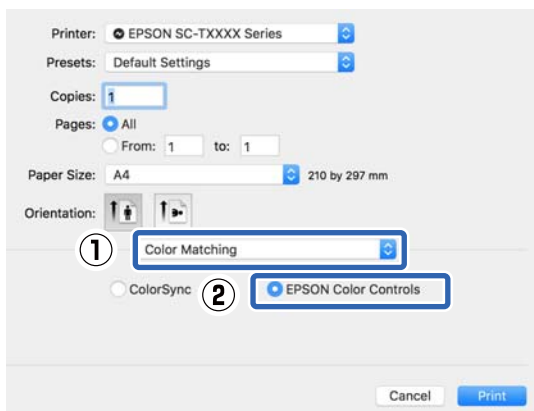 Printer: EPSON SC-TXXXX Series
Presets: Default Settings
Copies: 1
Pages: All
From: 1 to: 1
Paper Size: A4 210 by 297 mm
Orientation:
① Color Matching
ColorSync ② EPSON Color Controls
Cancel Print